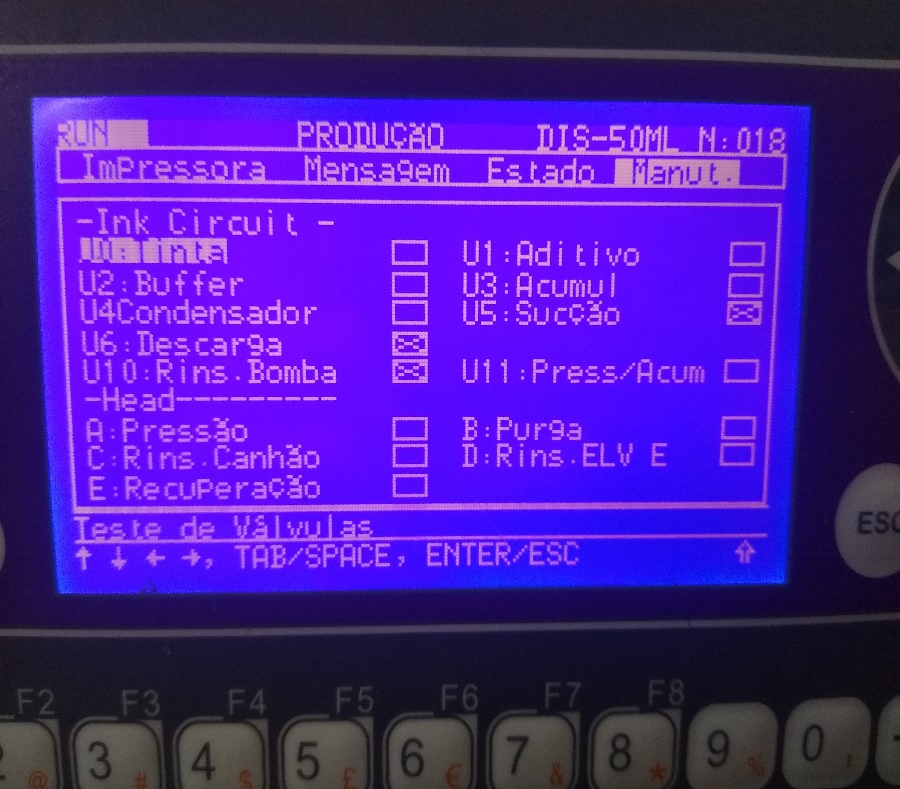 RUN PRODUÇÃO DIS-50ML N:018
Impressora Mensagem Estado Manut.
-Ink Circuit -
U0:Tinta U1:Aditivo
U2:Buffer U3:Acumul
U4Condensador U5:Sucção
U6:Descarga
U10:Rins.Bomba U11:Press/Acum
-Head---------
A:Pressão B:Purga
C:Rins.Canhão D:Rins.ELV E
E:Recuperação
Teste de Válvulas
↑ ↓ ← →, TAB/SPACE, ENTER/ESC ⇧
ESC
F2 F3 F4 F5 F6 F7 F8
2 @ 3 # 4 $ 5 £ 6 € 7 & 8 * 9 % 0 ,